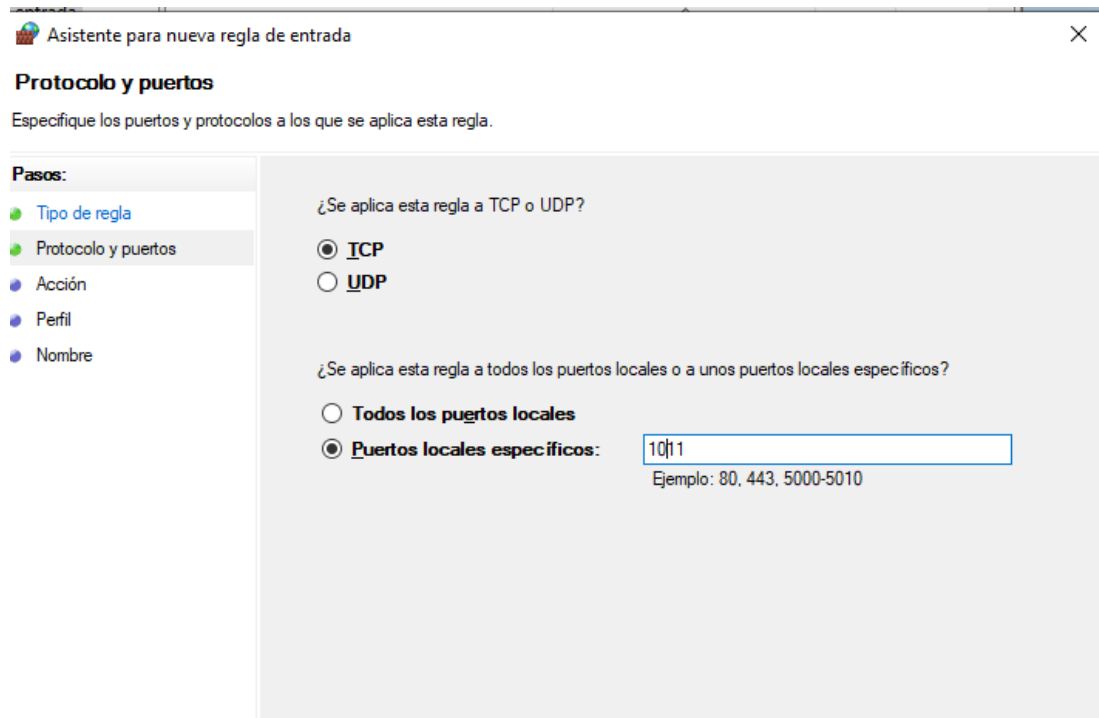 entrada
Asistente para nueva regla de entrada
Protocolo y puertos
Especifique los puertos y protocolos a los que se aplica esta regla.
Pasos:
Tipo de regla
Protocolo y puertos
Acción
Perfil
Nombre
¿Se aplica esta regla a TCP o UDP?
TCP
UDP
¿Se aplica esta regla a todos los puertos locales o a unos puertos locales específicos?
Todos los puertos locales
Puertos locales específicos: 1011
Ejemplo: 80, 443, 5000-5010